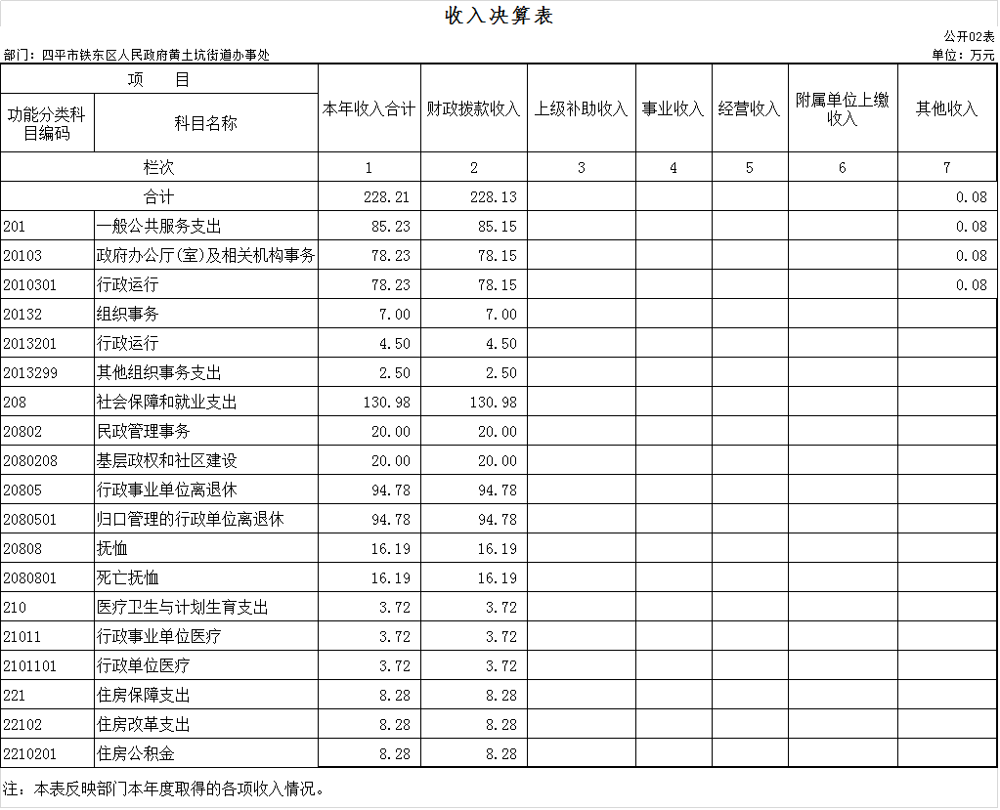 收入决算表
公开02表
部门：四平市铁东区人民政府黄土坑街道办事处 单位：万元
项 目 本年收入合计 财政拨款收入 上级补助收入 事业收入 经营收入 附属单位上缴收入 其他收入
功能分类科目编码 科目名称
栏次 1 2 3 4 5 6 7
合计 228.21 228.13 0.08
201 一般公共服务支出 85.23 85.15 0.08
20103 政府办公厅(室)及相关机构事务 78.23 78.15 0.08
2010301 行政运行 78.23 78.15 0.08
20132 组织事务 7.00 7.00
2013201 行政运行 4.50 4.50
2013299 其他组织事务支出 2.50 2.50
208 社会保障和就业支出 130.98 130.98
20802 民政管理事务 20.00 20.00
2080208 基层政权和社区建设 20.00 20.00
20805 行政事业单位离退休 94.78 94.78
2080501 归口管理的行政单位离退休 94.78 94.78
20808 抚恤 16.19 16.19
2080801 死亡抚恤 16.19 16.19
210 医疗卫生与计划生育支出 3.72 3.72
21011 行政事业单位医疗 3.72 3.72
2101101 行政单位医疗 3.72 3.72
221 住房保障支出 8.28 8.28
22102 住房改革支出 8.28 8.28
2210201 住房公积金 8.28 8.28
注：本表反映部门本年度取得的各项收入情况。